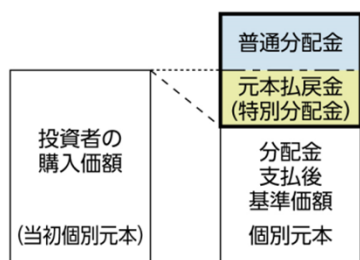 普通分配金
元本払戻金
(特別分配金)
投資者の
購入価額
(当初個別元本)
分配金
支払後
基準価額
個別元本